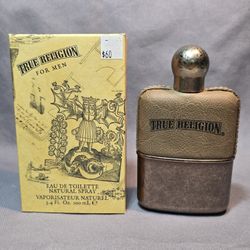 $60
TRUE RELIGION
FOR MEN
EAU DE TOILETTE
NATURAL SPRAY
VAPORISATEUR NATUREL
3.4 Fl. Oz. 100 mL ℮
TRUE RELIGION